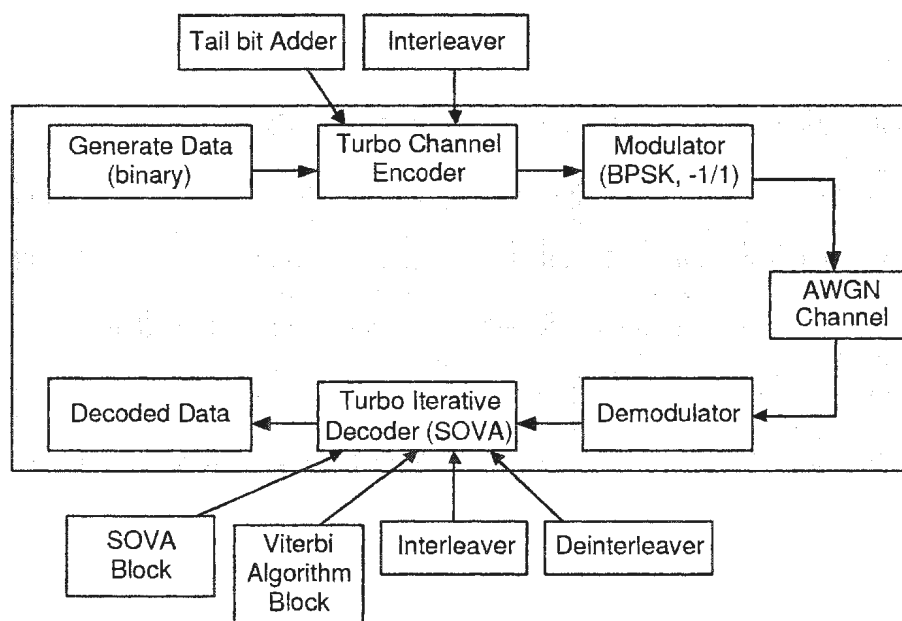 Tail bit Adder
Interleaver
Generate Data
(binary)
Turbo Channel
Encoder
Modulator
(BPSK, -1/1)
AWGN
Channel
Decoded Data
Turbo Iterative
Decoder (SOVA)
Demodulator
SOVA
Block
Viterbi
Algorithm
Block
Interleaver
Deinterleaver